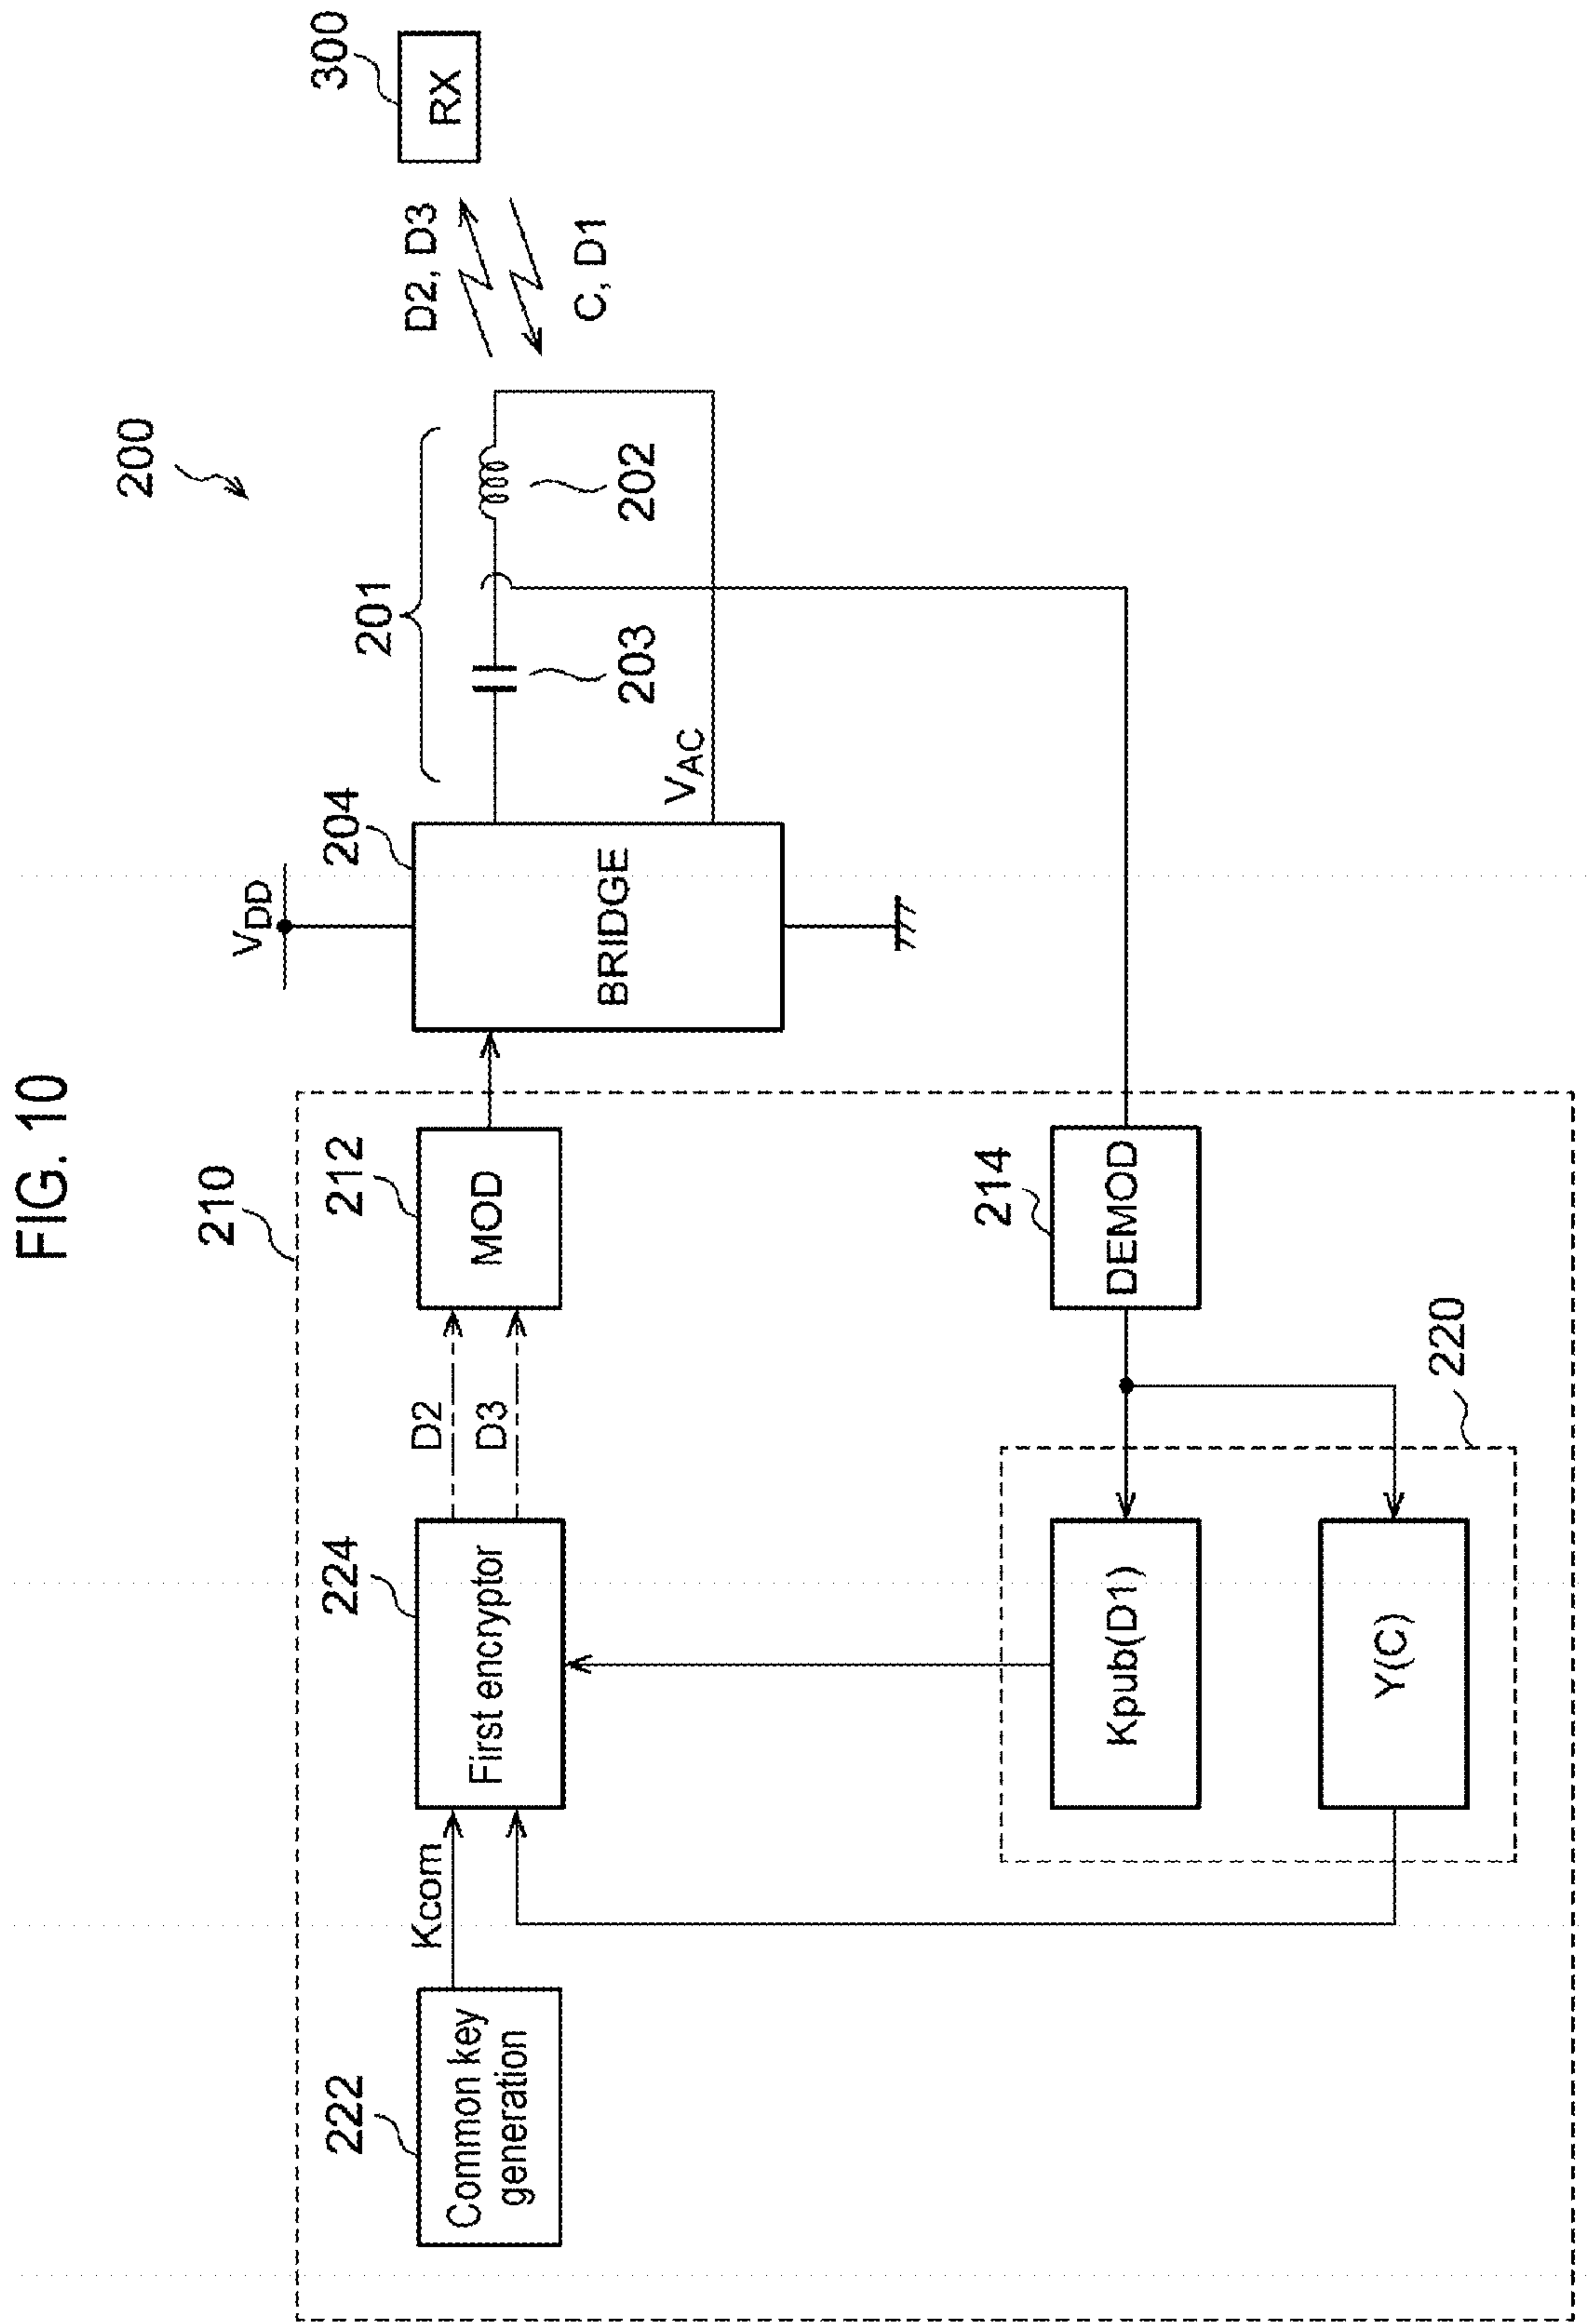 FIG. 10
200
210
VDD
222
224
212
204
201
300
Common key
generation
Kcom
First encryptor
D2
D3
MOD
BRIDGE
VAC
203
202
D2, D3
C, D1
RX
214
DEMOD
Kpub(D1)
220
Y(C)